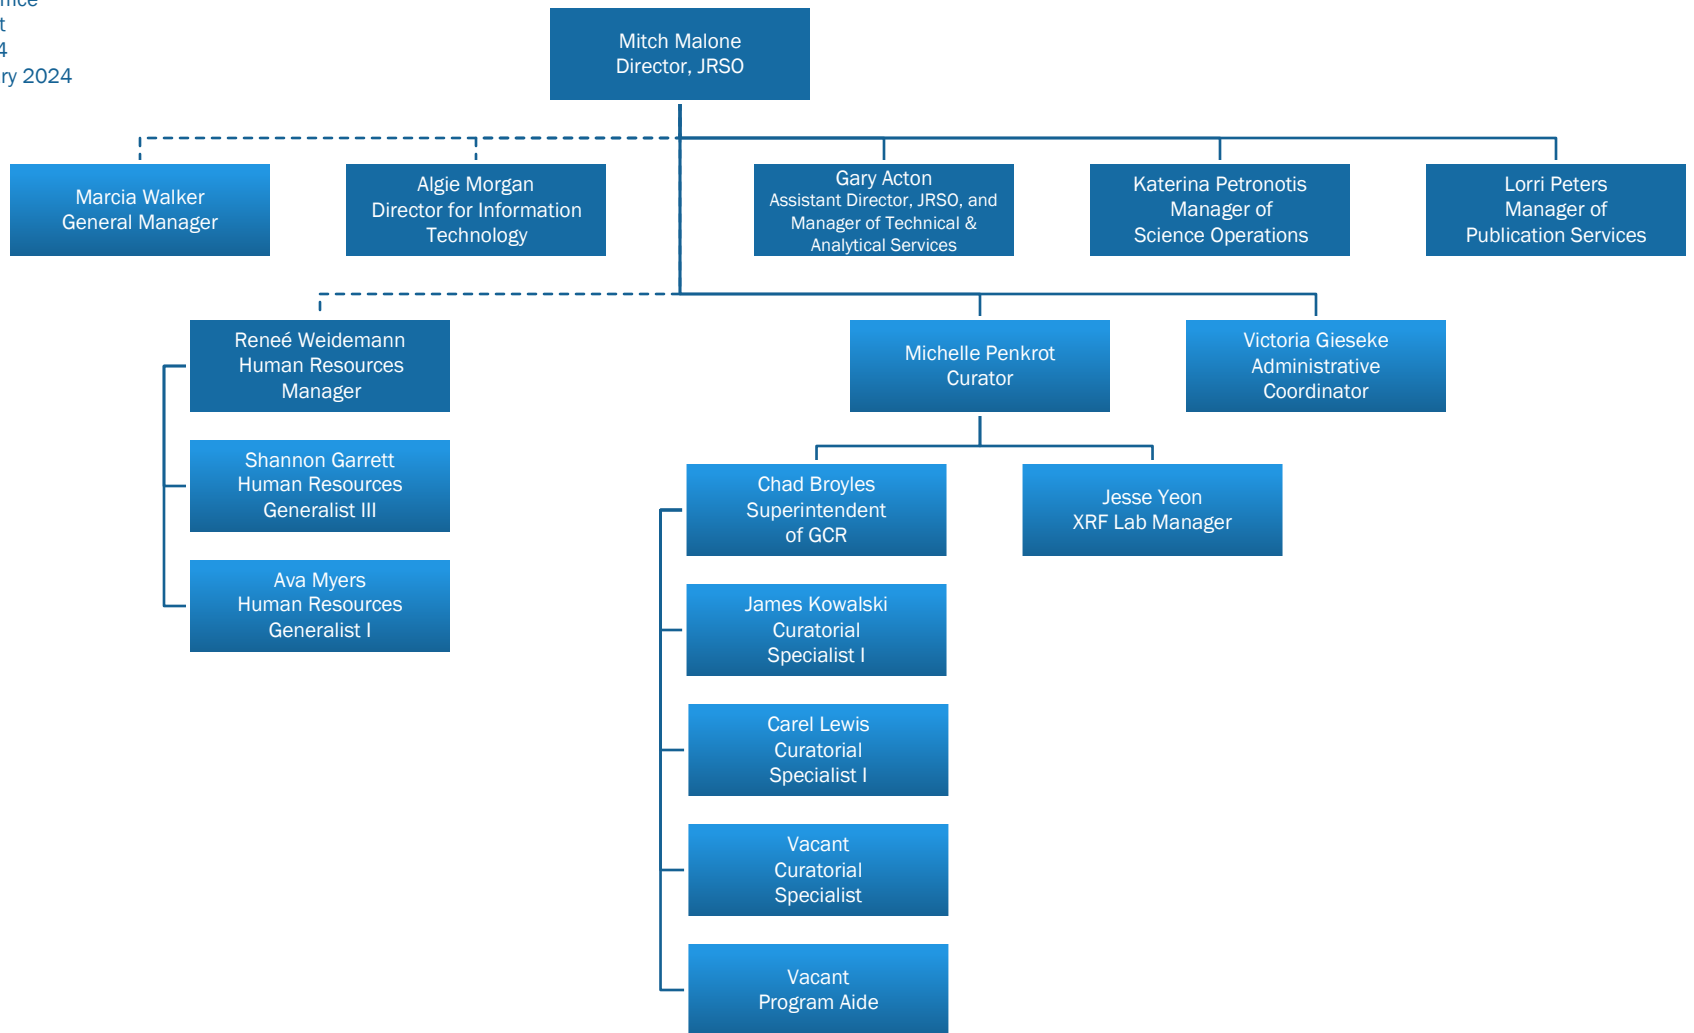 t
4
ry 2024
Mitch Malone
Director, JRSO
Marcia Walker
General Manager
Algie Morgan
Director for Information
Technology
Gary Acton
Assistant Director, JRSO, and
Manager of Technical &
Analytical Services
Katerina Petronotis
Manager of
Science Operations
Lorri Peters
Manager of
Publication Services
Reneé Weidemann
Human Resources
Manager
Michelle Penkrot
Curator
Victoria Gieseke
Administrative
Coordinator
Shannon Garrett
Human Resources
Generalist III
Ava Myers
Human Resources
Generalist I
Chad Broyles
Superintendent
of GCR
Jesse Yeon
XRF Lab Manager
James Kowalski
Curatorial
Specialist I
Carel Lewis
Curatorial
Specialist I
Vacant
Curatorial
Specialist
Vacant
Program Aide